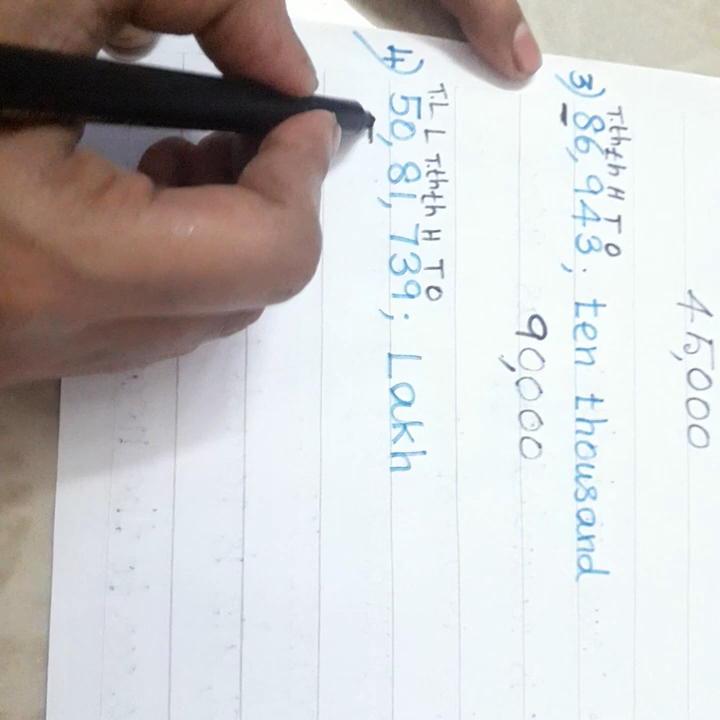 45,000
T.th th H T O
3) 86,943; ten thousand
90,000
T.L L T.th th H T O
4) 50,81,739; Lakh